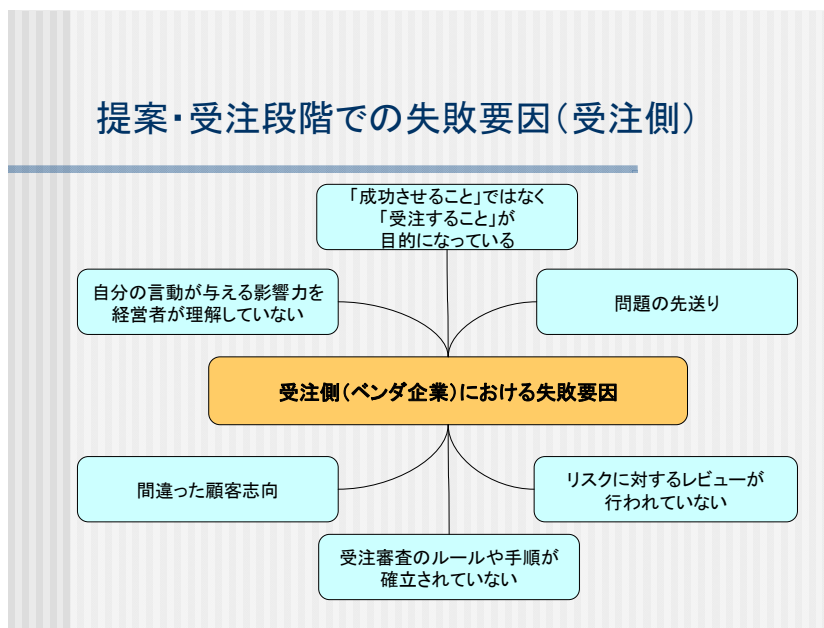 提案・受注段階での失敗要因(受注側)
「成功させること」ではなく
「受注すること」が
目的になっている
自分の言動が与える影響力を
経営者が理解していない
問題の先送り
受注側(ベンダ企業)における失敗要因
間違った顧客志向
リスクに対するレビューが
行われていない
受注審査のルールや手順が
確立されていない